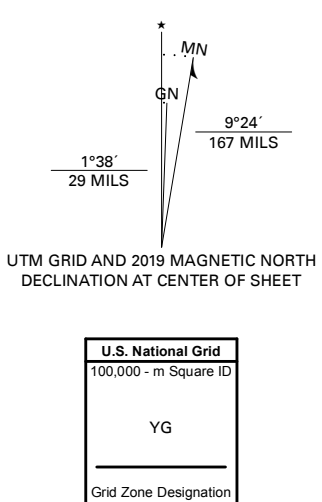 ★
MN
GN
9°24´
167 MILS
1°38´
29 MILS
UTM GRID AND 2019 MAGNETIC NORTH
DECLINATION AT CENTER OF SHEET
U.S. National Grid
100,000 - m Square ID
YG
Grid Zone Designation